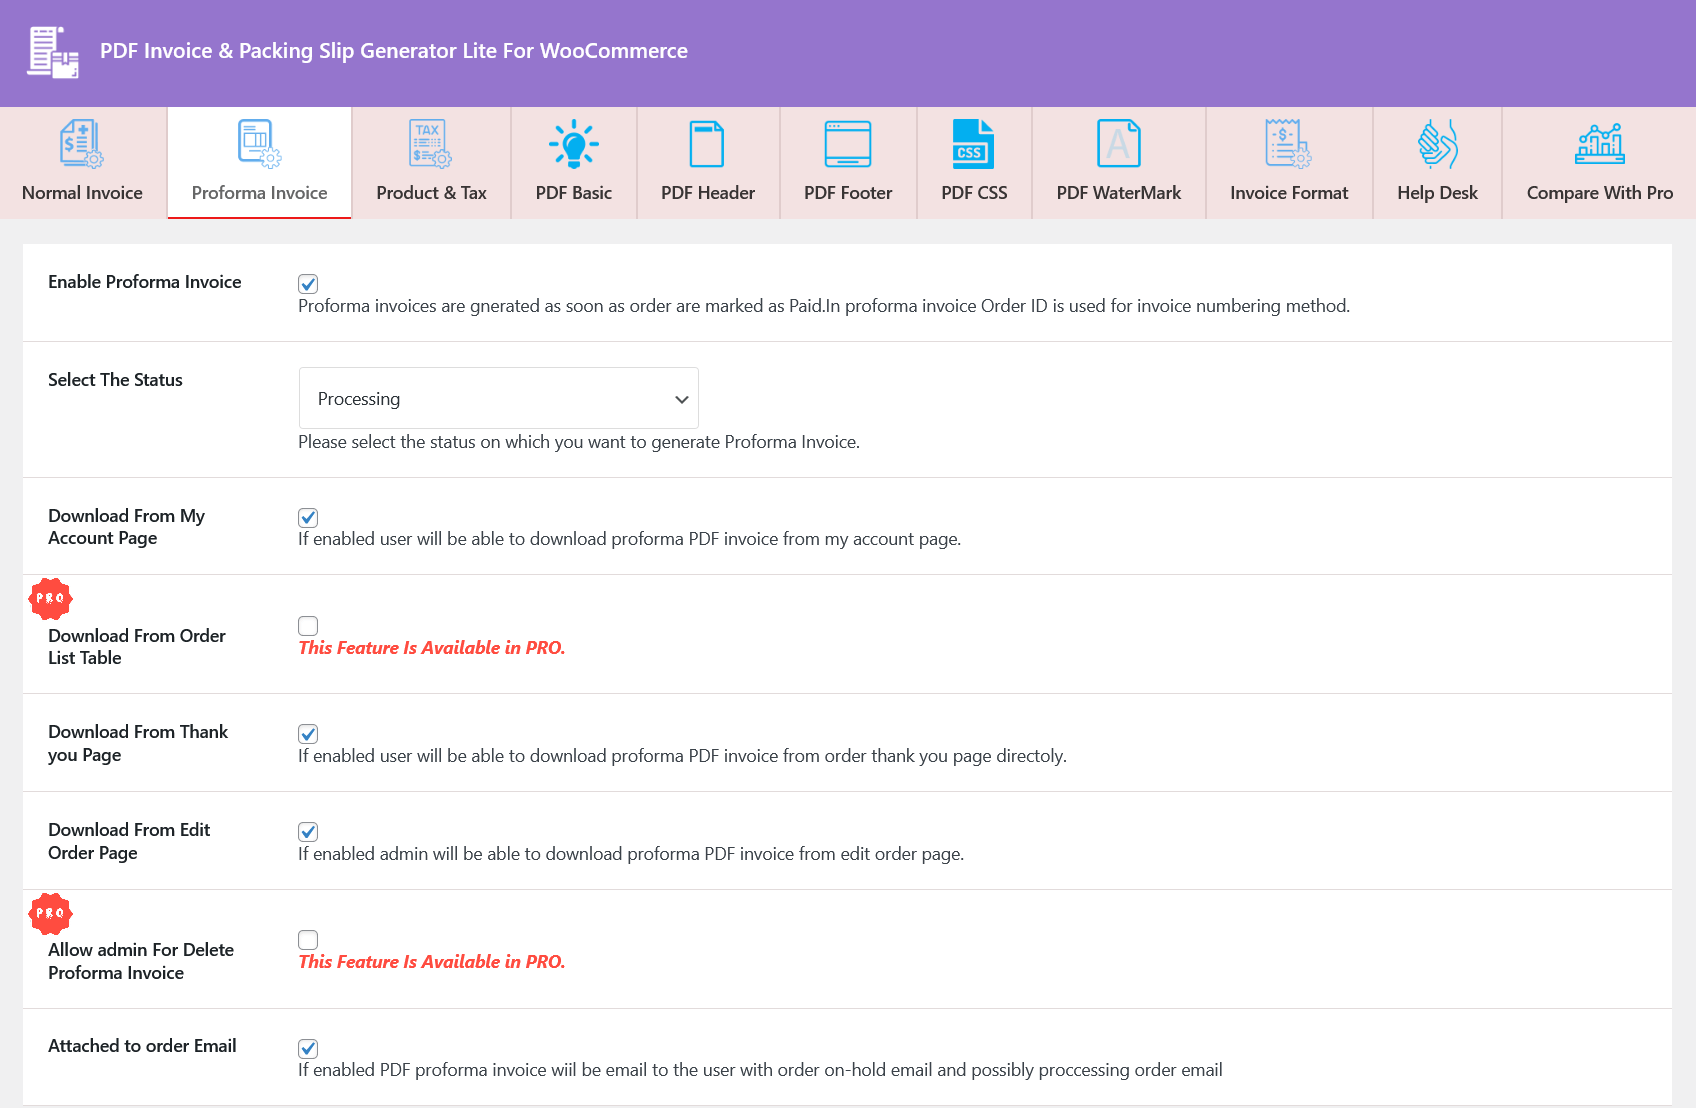 PDF Invoice & Packing Slip Generator Lite For WooCommerce
TAX
$
$
CSS
A
$
Normal Invoice
Proforma Invoice
Product & Tax
PDF Basic
PDF Header
PDF Footer
PDF CSS
PDF WaterMark
Invoice Format
Help Desk
Compare With Pro
Enable Proforma Invoice
Proforma invoices are gnerated as soon as order are marked as Paid.In proforma invoice Order ID is used for invoice numbering method.
Select The Status
Processing
Please select the status on which you want to generate Proforma Invoice.
Download From My
Account Page
If enabled user will be able to download proforma PDF invoice from my account page.
PRO
Download From Order
List Table
This Feature Is Available in PRO.
Download From Thank
you Page
If enabled user will be able to download proforma PDF invoice from order thank you page directoly.
Download From Edit
Order Page
If enabled admin will be able to download proforma PDF invoice from edit order page.
PRO
Allow admin For Delete
Proforma Invoice
This Feature Is Available in PRO.
Attached to order Email
If enabled PDF proforma invoice wiil be email to the user with order on-hold email and possibly proccessing order email